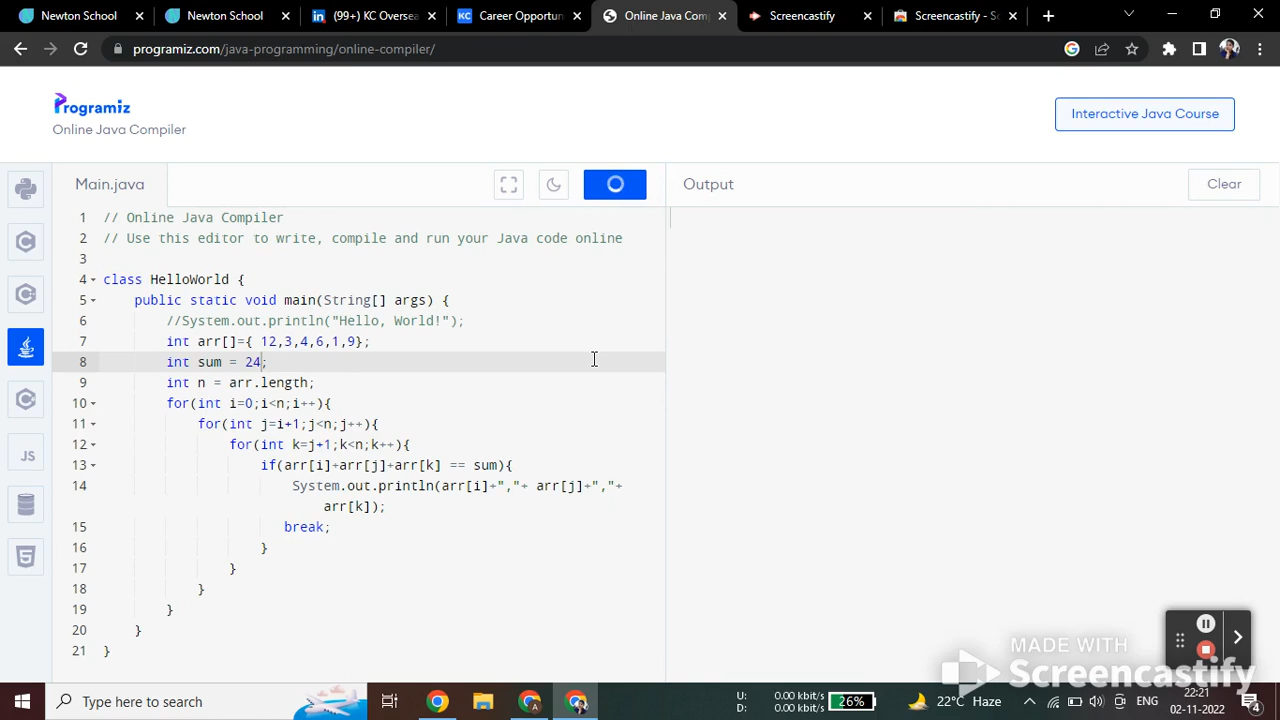 Newton School
Newton School
(99+) KC Oversea
Career Opportun
Online Java Comp
Screencastify
Screencastify - Sc
programiz.com/java-programming/online-compiler/
Programiz
Online Java Compiler
Interactive Java Course
Main.java
Output
Clear
1 // Online Java Compiler
2 // Use this editor to write, compile and run your Java code online
3
4 class HelloWorld {
5 public static void main(String[] args) {
6 //System.out.println("Hello, World!");
7 int arr[]={ 12,3,4,6,1,9};
8 int sum = 24;
9 int n = arr.length;
10 for(int i=0;i<n;i++){
11 for(int j=i+1;j<n;j++){
12 for(int k=j+1;k<n;k++){
13 if(arr[i]+arr[j]+arr[k] == sum){
14 System.out.println(arr[i]+","+ arr[j]+","+
arr[k]);
15 break;
16 }
17 }
18 }
19 }
20 }
21 }
JS
MADE WITH
Screencastify
Type here to search
U: 0.00 kbit/s
D: 0.00 kbit/s
26%
22°C Haze
ENG
22:21
02-11-2022
4